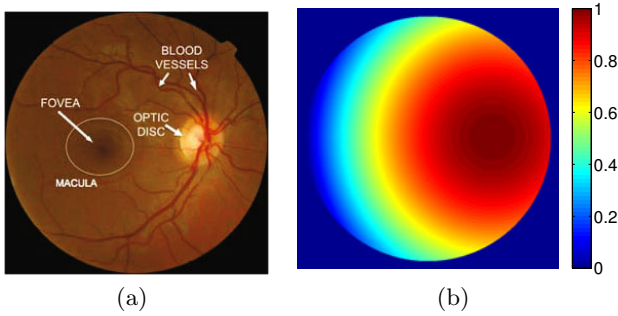 BLOOD
VESSELS
FOVEA
OPTIC
DISC
MACULA
1
0.8
0.6
0.4
0.2
0
(a)
(b)